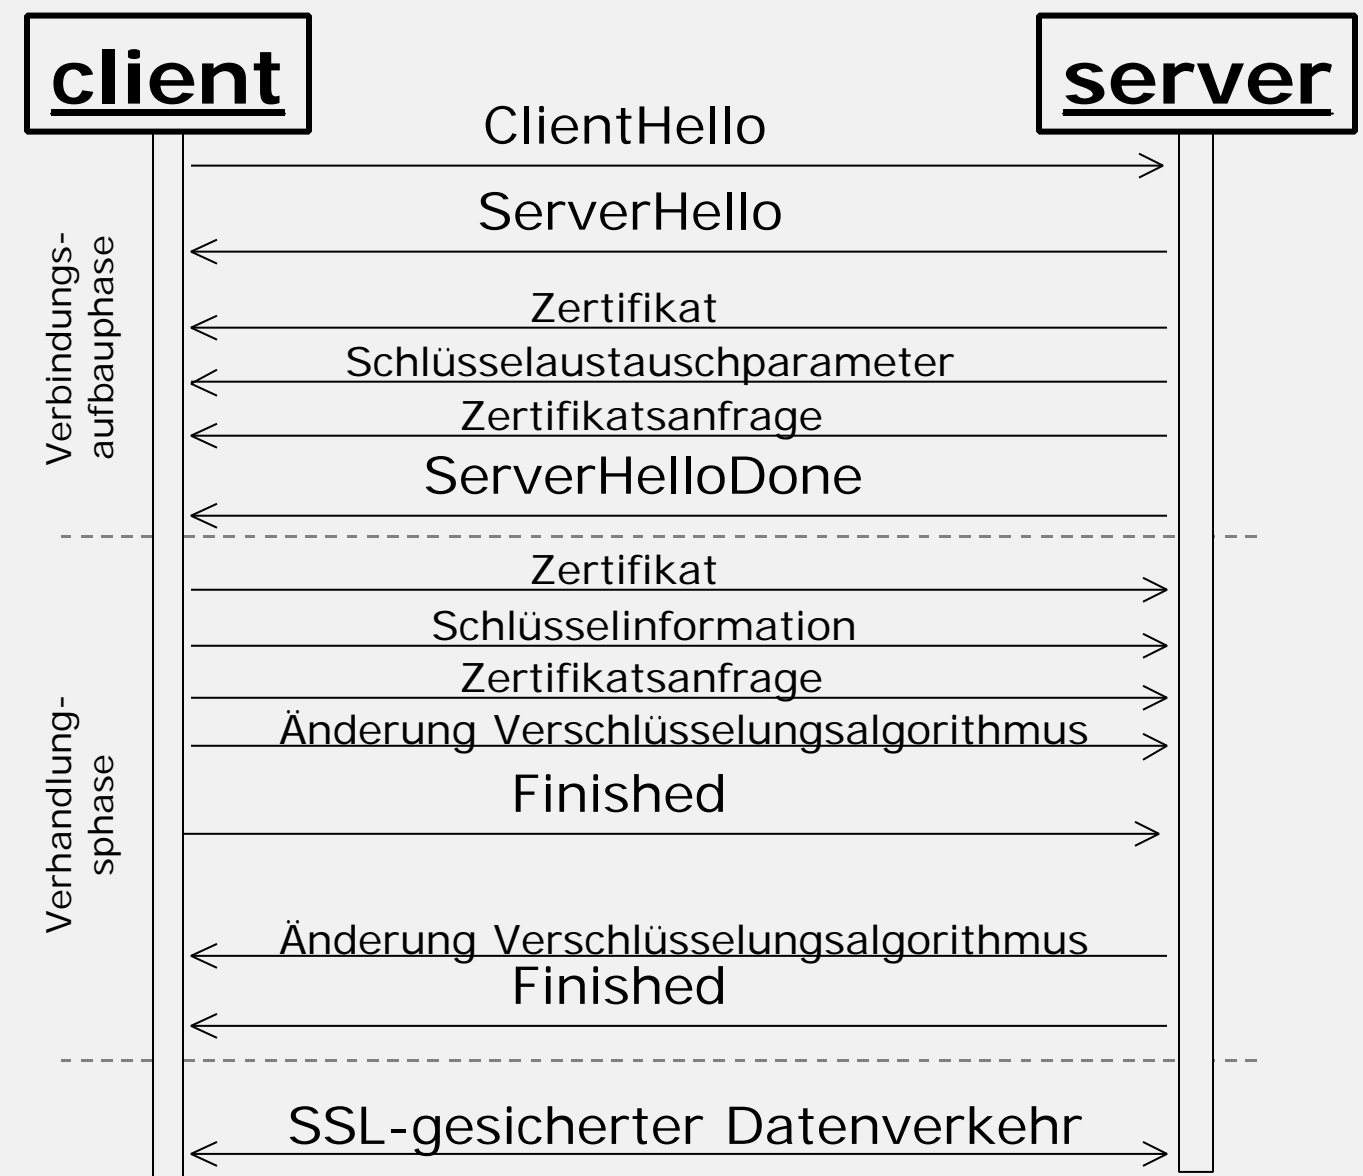 client
server
ClientHello
ServerHello
Verbindungs-
aufbauphase
Zertifikat
Schlüsselaustauschparameter
Zertifikatsanfrage
ServerHelloDone
Zertifikat
Schlüsselinformation
Zertifikatsanfrage
Änderung Verschlüsselungsalgorithmus
Verhandlung-
sphase
Finished
Änderung Verschlüsselungsalgorithmus
Finished
SSL-gesicherter Datenverkehr